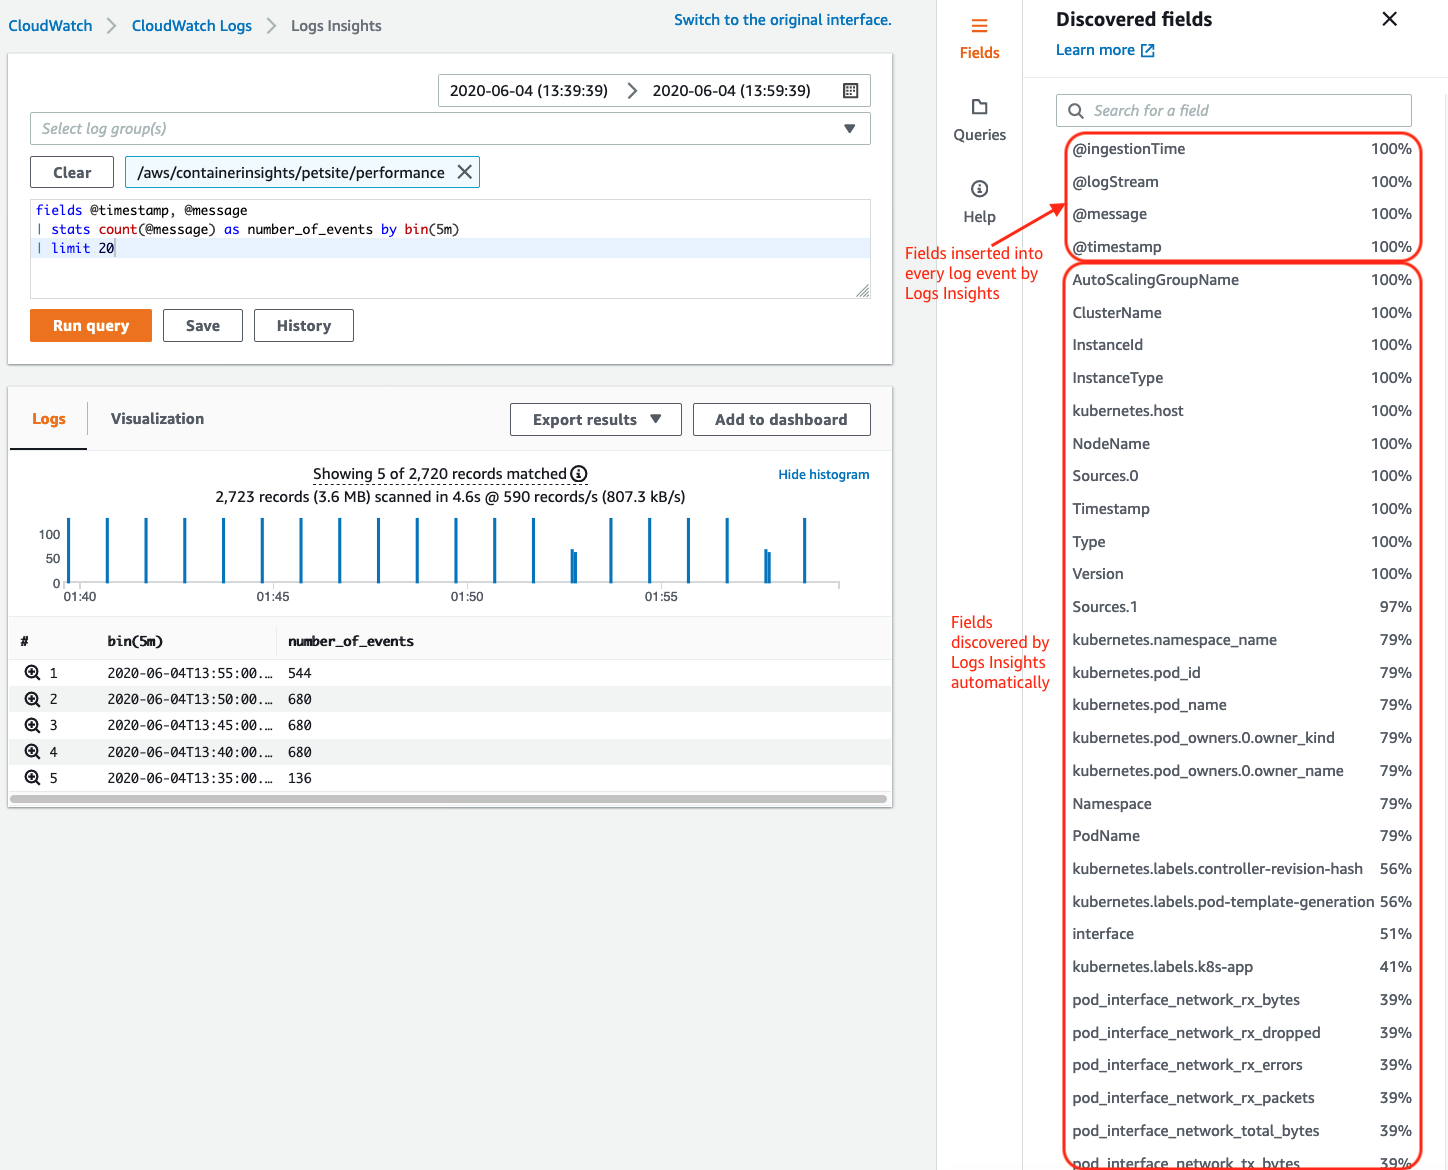 CloudWatch > CloudWatch Logs > Logs Insights
Switch to the original interface.
2020-06-04 (13:39:39) > 2020-06-04 (13:59:39)
Select log group(s)
Clear
/aws/containerinsights/petsite/performance
fields @timestamp, @message
| stats count(@message) as number_of_events by bin(5m)
| limit 20
Run query
Save
History
Logs
Visualization
Export results
Add to dashboard
Showing 5 of 2,720 records matched
Hide histogram
2,723 records (3.6 MB) scanned in 4.6s @ 590 records/s (807.3 kB/s)
100
50
0
01:40
01:45
01:50
01:55
# bin(5m) number_of_events
1 2020-06-04T13:55:00.… 544
2 2020-06-04T13:50:00.… 680
3 2020-06-04T13:45:00.… 680
4 2020-06-04T13:40:00.… 680
5 2020-06-04T13:35:00.… 136
Fields
Queries
Help
Fields inserted into
every log event by
Logs Insights
Fields
discovered by
Logs Insights
automatically
Discovered fields
Learn more
Search for a field
@ingestionTime 100%
@logStream 100%
@message 100%
@timestamp 100%
AutoScalingGroupName 100%
ClusterName 100%
InstanceId 100%
InstanceType 100%
kubernetes.host 100%
NodeName 100%
Sources.0 100%
Timestamp 100%
Type 100%
Version 100%
Sources.1 97%
kubernetes.namespace_name 79%
kubernetes.pod_id 79%
kubernetes.pod_name 79%
kubernetes.pod_owners.0.owner_kind 79%
kubernetes.pod_owners.0.owner_name 79%
Namespace 79%
PodName 79%
kubernetes.labels.controller-revision-hash 56%
kubernetes.labels.pod-template-generation 56%
interface 51%
kubernetes.labels.k8s-app 41%
pod_interface_network_rx_bytes 39%
pod_interface_network_rx_dropped 39%
pod_interface_network_rx_errors 39%
pod_interface_network_rx_packets 39%
pod_interface_network_total_bytes 39%
pod_interface_network_tx_bytes 39%